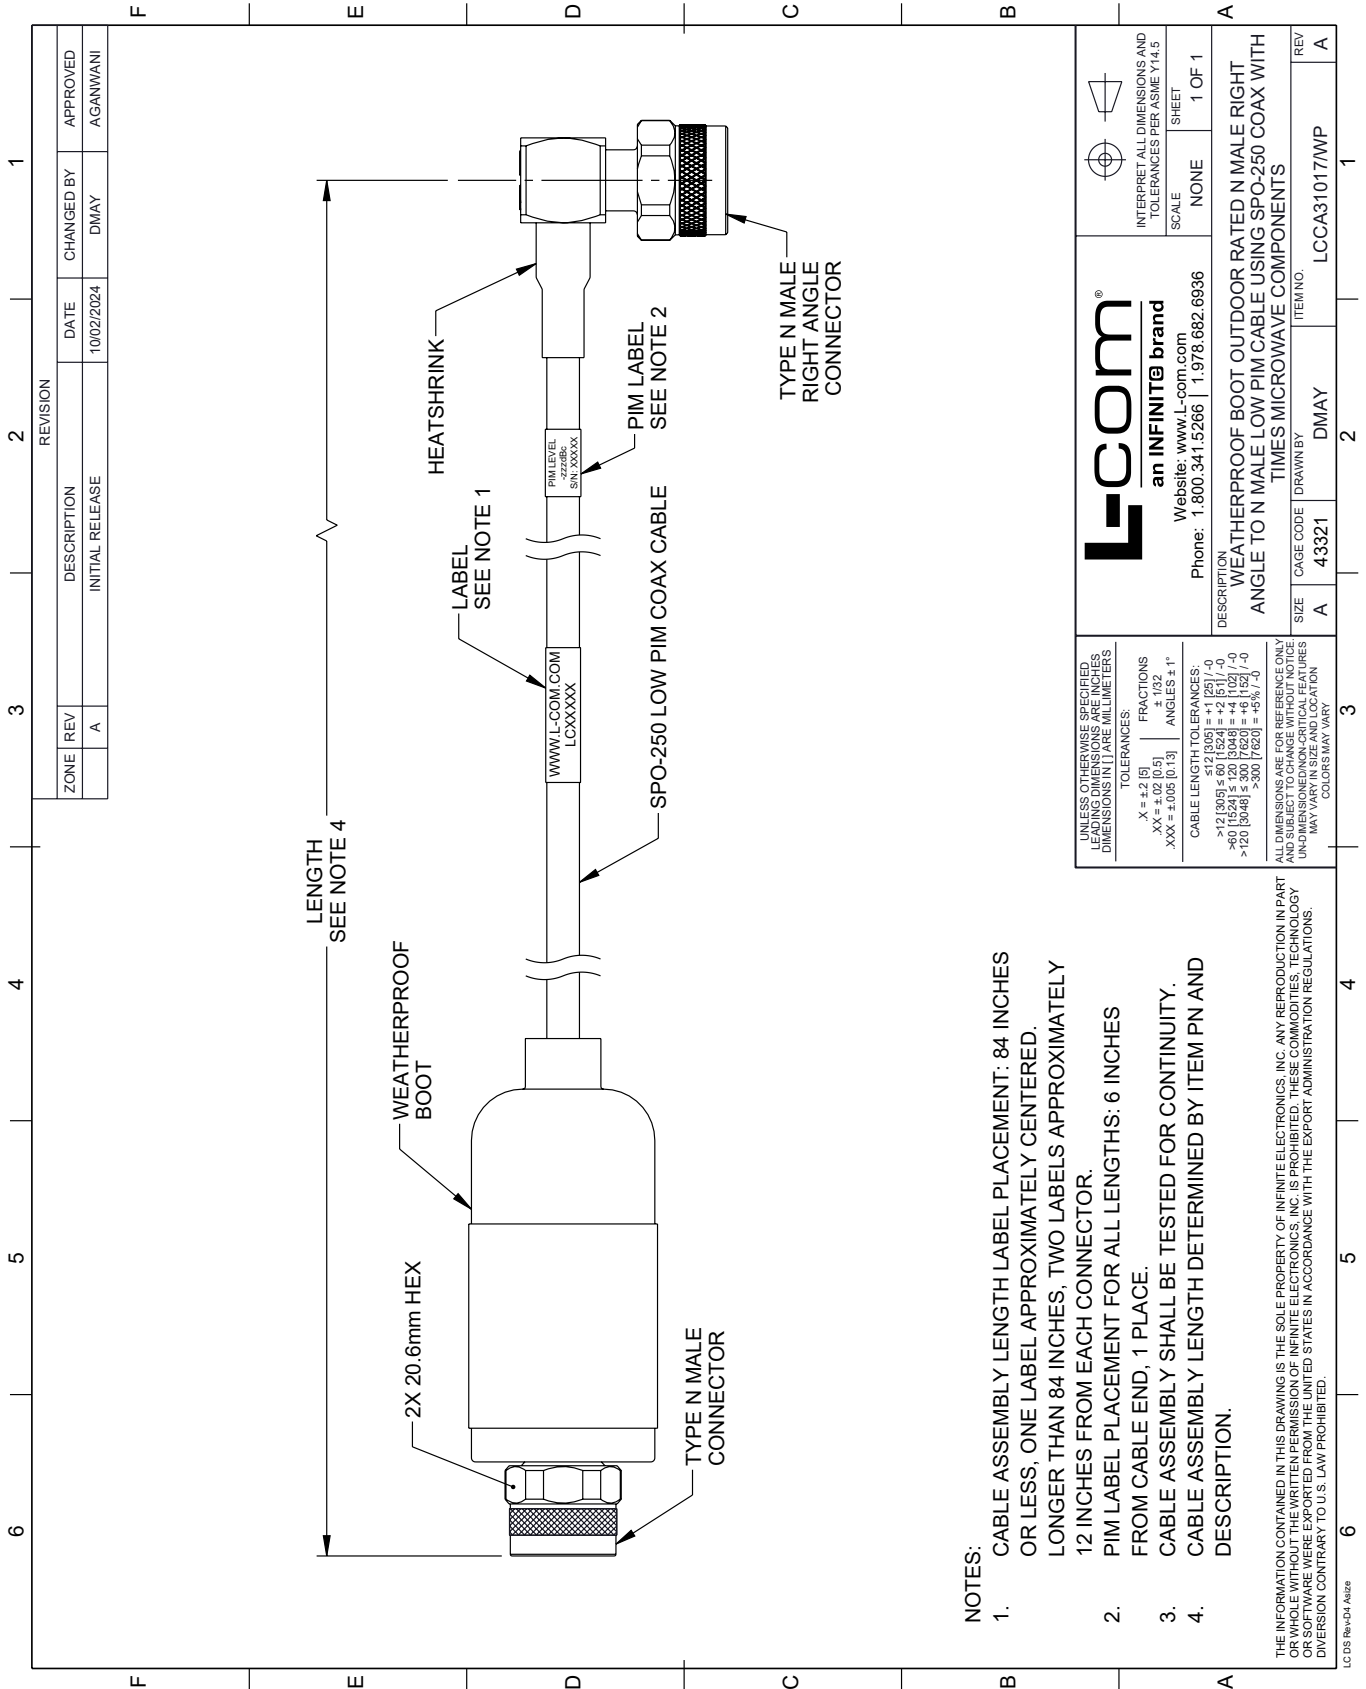 REVISION
ZONE REV DESCRIPTION DATE CHANGED BY APPROVED
A INITIAL RELEASE 10/02/2024 DMAY AGANWANI
6 5 4 3 2 1
F
E
D
C
B
A
LENGTH
SEE NOTE 4
2X 20.6mm HEX
WEATHERPROOF
BOOT
LABEL
SEE NOTE 1
HEATSHRINK
WWW.L-COM.COM
LCXXXXX
PIM LEVEL
-zzzdBc
S/N: XXXXX
TYPE N MALE
CONNECTOR
SPO-250 LOW PIM COAX CABLE
PIM LABEL
SEE NOTE 2
TYPE N MALE
RIGHT ANGLE
CONNECTOR
NOTES:
1. CABLE ASSEMBLY LENGTH LABEL PLACEMENT: 84 INCHES
OR LESS, ONE LABEL APPROXIMATELY CENTERED.
LONGER THAN 84 INCHES, TWO LABELS APPROXIMATELY
12 INCHES FROM EACH CONNECTOR.
2. PIM LABEL PLACEMENT FOR ALL LENGTHS: 6 INCHES
FROM CABLE END, 1 PLACE.
3. CABLE ASSEMBLY SHALL BE TESTED FOR CONTINUITY.
4. CABLE ASSEMBLY LENGTH DETERMINED BY ITEM PN AND
DESCRIPTION.
THE INFORMATION CONTAINED IN THIS DRAWING IS THE SOLE PROPERTY OF INFINITE ELECTRONICS, INC. ANY REPRODUCTION IN PART
OR WHOLE WITHOUT THE WRITTEN PERMISSION OF INFINITE ELECTRONICS, INC. IS PROHIBITED. THESE COMMODITIES, TECHNOLOGY
OR SOFTWARE WERE EXPORTED FROM THE UNITED STATES IN ACCORDANCE WITH THE EXPORT ADMINISTRATION REGULATIONS.
DIVERSION CONTRARY TO U.S. LAW PROHIBITED.
UNLESS OTHERWISE SPECIFIED
LEADING DIMENSIONS ARE INCHES
DIMENSIONS IN [ ] ARE MILLIMETERS
TOLERANCES:
.X = ±.2 [5] FRACTIONS
.XX = ±.02 [0.5] ± 1/32
.XXX = ±.005 [0.13] ANGLES ± 1°
CABLE LENGTH TOLERANCES:
≤12 [305] = +1 [25] / -0
>12 [305] ≤ 60 [1524] = +2 [51] / -0
>60 [1524] ≤ 120 [3048] = +4 [102] / -0
>120 [3048] ≤ 300 [7620] = +6 [152] / -0
>300 [7620] = +5% / -0
ALL DIMENSIONS ARE FOR REFERENCE ONLY
AND SUBJECT TO CHANGE WITHOUT NOTICE.
UN-DIMENSIONED/NON-CRITICAL FEATURES
MAY VARY IN SIZE AND LOCATION
COLORS MAY VARY
L-com®
an INFINIT® brand
Website: www.L-com.com
Phone: 1.800.341.5266 | 1.978.682.6936
INTERPRET ALL DIMENSIONS AND
TOLERANCES PER ASME Y14.5
SCALE NONE
SHEET 1 OF 1
DESCRIPTION
WEATHERPROOF BOOT OUTDOOR RATED N MALE RIGHT
ANGLE TO N MALE LOW PIM CABLE USING SPO-250 COAX WITH
TIMES MICROWAVE COMPONENTS
SIZE CAGE CODE DRAWN BY ITEM NO. REV
A 43321 DMAY LCCA31017/WP A
LC DS Rev-D4 Asize
6 5 4 3 2 1
F
E
D
C
B
A